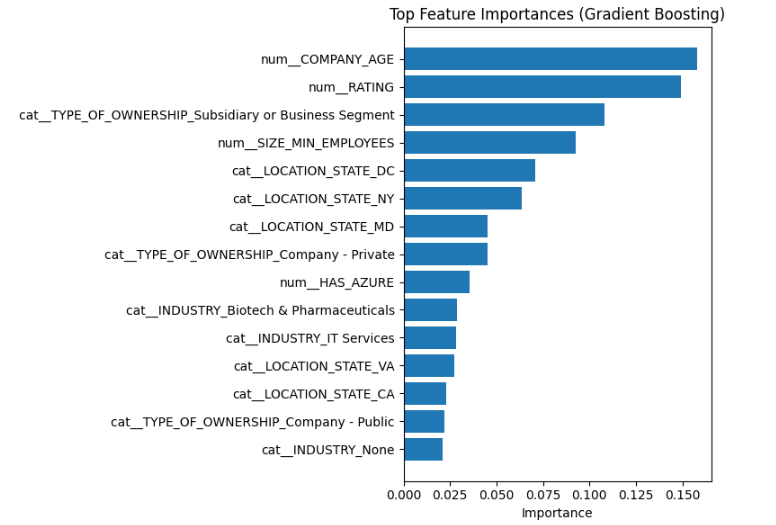 Top Feature Importances (Gradient Boosting)
num__COMPANY_AGE
num__RATING
cat__TYPE_OF_OWNERSHIP_Subsidiary or Business Segment
num__SIZE_MIN_EMPLOYEES
cat__LOCATION_STATE_DC
cat__LOCATION_STATE_NY
cat__LOCATION_STATE_MD
cat__TYPE_OF_OWNERSHIP_Company - Private
num__HAS_AZURE
cat__INDUSTRY_Biotech & Pharmaceuticals
cat__INDUSTRY_IT Services
cat__LOCATION_STATE_VA
cat__LOCATION_STATE_CA
cat__TYPE_OF_OWNERSHIP_Company - Public
cat__INDUSTRY_None
0.000 0.025 0.050 0.075 0.100 0.125 0.150
Importance